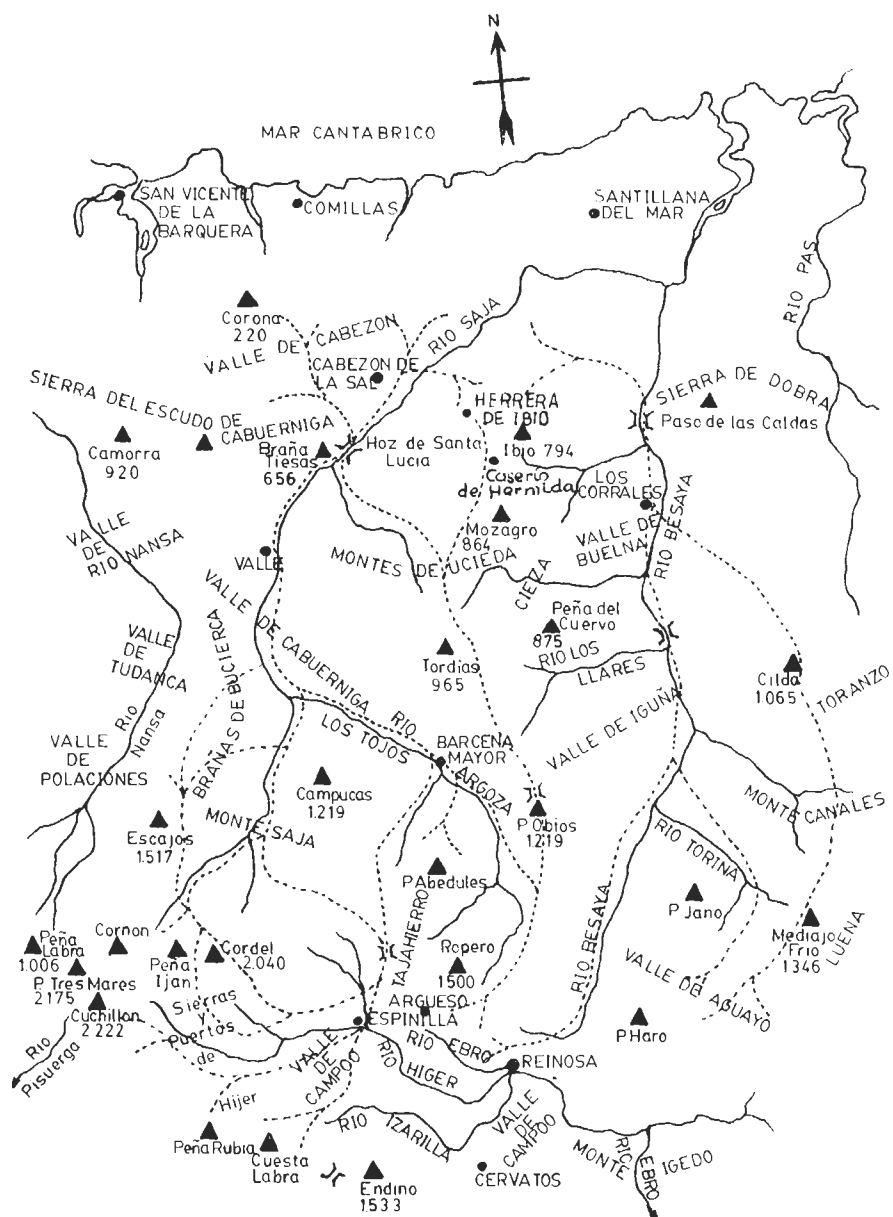 N
MAR CANTABRICO
SAN VICENTE
DE LA
BARQUERA
COMILLAS
SANTILLANA
DEL MAR
RIO PAS
Corona
220
VALLE DE CABEZON
RIO SAJA
CABEZON DE
LA SAL
SIERRA DEL ESCUDO DE
CABUERNIGA
HERRERA
DE IBIO
SIERRA DE DOBRA
Paso de las Caldas
Camorra
920
Braña
Tiesas
656
Hoz de Santa
Lucia
Ibio 794
Caserio
de Hermida
LOS
CORRALES
Mozagro
864
VALLE DE
BUELNA
RIO BESAYA
VALLE
DE
RIO NANSA
VALLE
MONTES DE UCIEDA
CIEZA
VALLE DE CABUERNIGA
Peña del
Cuervo
875
RIO LOS
LLARES
VALLE
DE
TUDANCA
BRAÑAS DE BUCIERCA
Tordias
965
Cilda
1.065
TORANZO
Rio
Nansa
RIO
LOS TOJOS
VALLE DE IGUÑA
BARCENA
MAYOR
ARGOZA
VALLE
DE
POLACIONES
Campucas
1.219
MONTE CANALES
P Obios
1.219
MONTE SAJA
Escajos
1.517
RIO TORINA
P Abedules
TAJAHIERRO
P Jano
Mediajo
Frio
1346
LUENA
Peña
Labra
1.006
Cornon
Peña
Ijan
Cordel
2.040
Ropero
1500
P. Tres Mares
2175
Cuchillon
2222
RIO BESAYA
VALLE DE AGUAYO
Sierras
y
Puertos
de
Hijer
ARGUESO
ESPINILLA
P Haro
Rio
Pisuerga
VALLE
DE
CAMPOO
RIO EBRO
RIO
HIGER
REINOSA
RIO IZARILLA
VALLE
DE
CAMPOO
Peña Rubia
Cuesta
Labra
Endino
1.533
CERVATOS
MONTE
IGEDO
EBRO